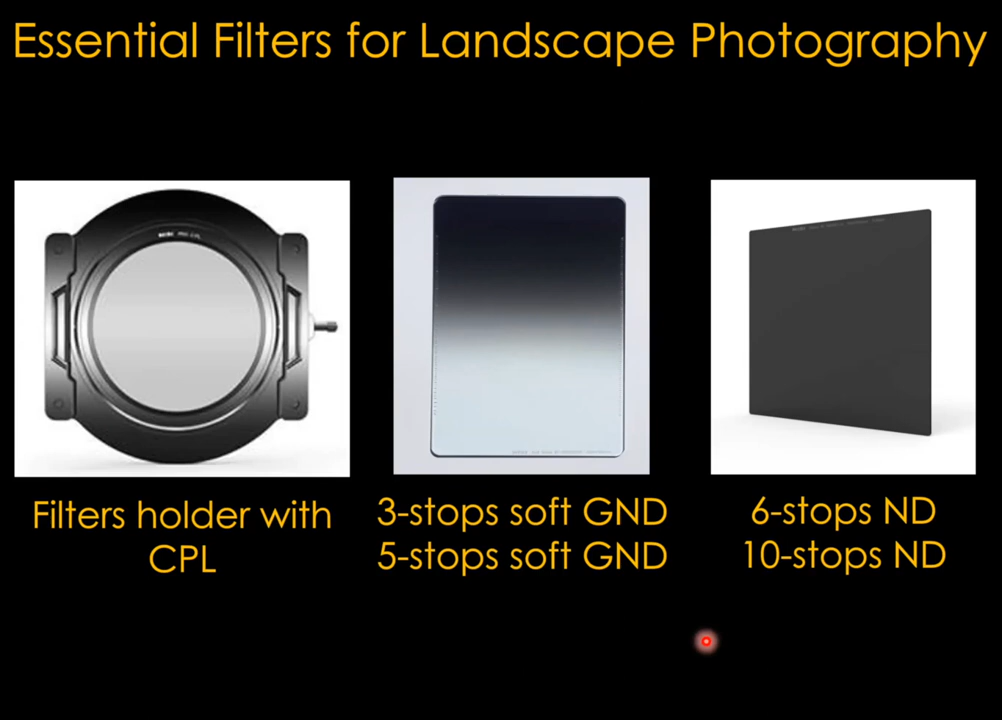 Essential Filters for Landscape Photography
Filters holder with
CPL
3-stops soft GND
5-stops soft GND
6-stops ND
10-stops ND